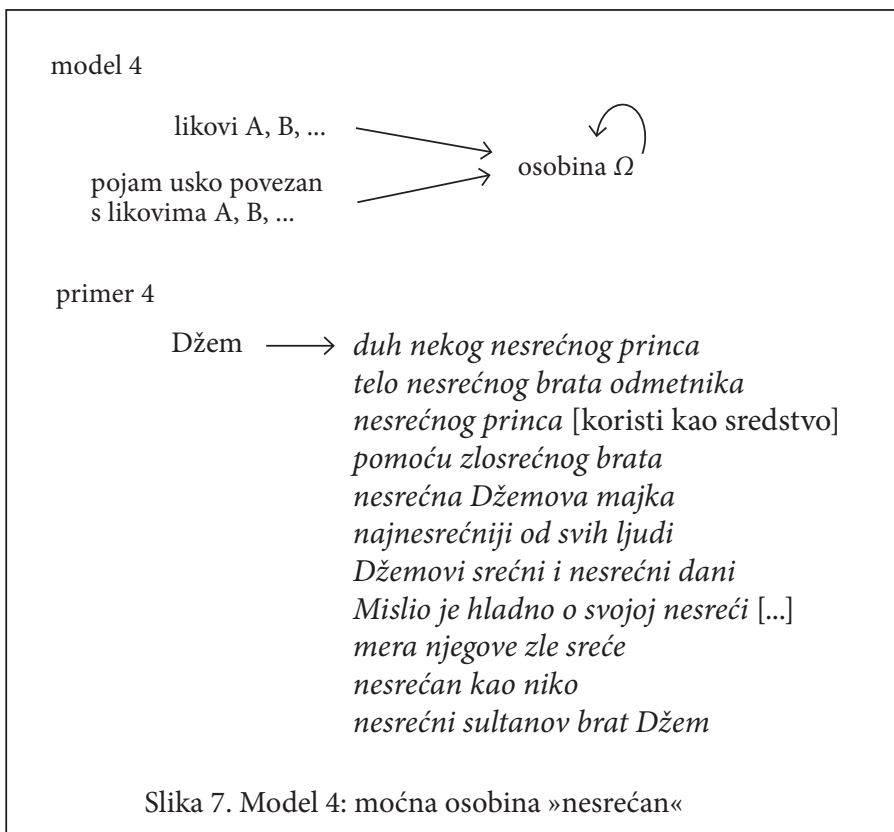 model 4
likovi A, B, ...
pojam usko povezan
s likovima A, B, ...
osobina Ω
primer 4
Džem
duh nekog nesrećnog princa
telo nesrećnog brata odmetnika
nesrećnog princa [koristi kao sredstvo]
pomoću zlosrećnog brata
nesrećna Džemova majka
najnesrećniji od svih ljudi
Džemovi srećni i nesrećni dani
Mislio je hladno o svojoj nesreći [...]
mera njegove zle sreće
nesrećan kao niko
nesrećni sultanov brat Džem
Slika 7. Model 4: moćna osobina »nesrećan«